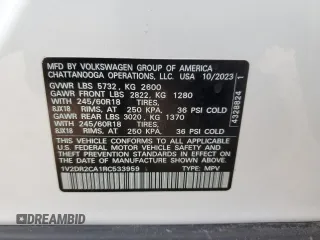 MFD BY VOLKSWAGEN GROUP OF AMERICA
CHATTANOOGA OPERATIONS, LLC. USA 10/2023
GVWR LBS 5732, KG 2600
GAWR FRONT LBS 2822, KG 1280
WITH 245/60R18 TIRES,
8JX18 RIMS, AT 250 KPA, 36 PSI COLD
GAWR REAR LBS 3020, KG 1370
WITH 245/60R18 TIRES,
8JX18 RIMS, AT 250 KPA, 36 PSI COLD
THIS VEHICLE CONFORMS TO ALL APPLICABLE
FEDERAL MOTOR VEHICLE SAFETY AND
THEFT PREVENTION STANDARDS IN EFFECT ON
THE DATE OF MANUFACTURE SHOWN ABOVE.
1V2DR2CA1RC533959 TYPE: MPV
4328824
© DREAMBID
DREAMBID.COM